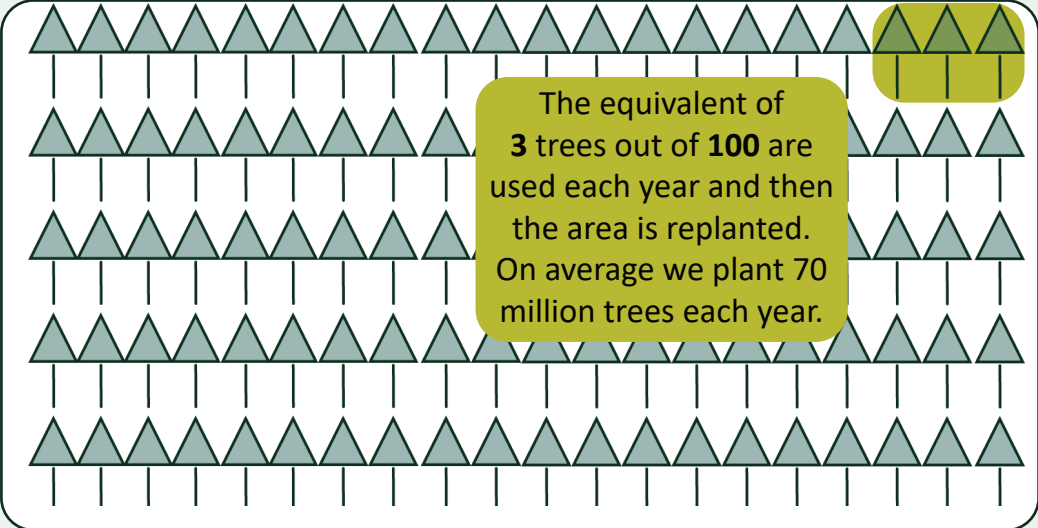 The equivalent of
3 trees out of 100 are
used each year and then
the area is replanted.
On average we plant 70
million trees each year.